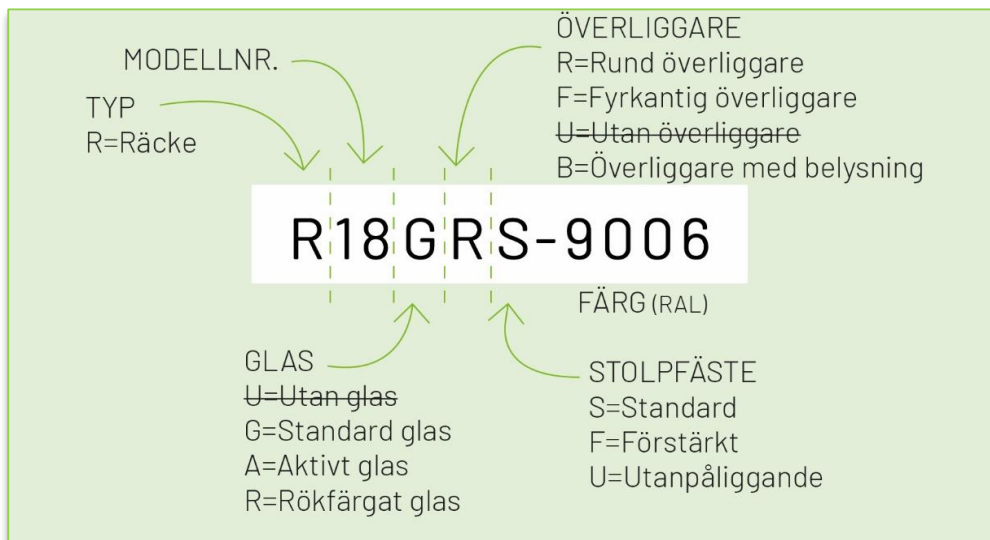 MODELLNR.
TYP
R=Räcke
ÖVERLIGGARE
R=Rund överliggare
F=Fyrkantig överliggare
U=Utan överliggare
B=Överliggare med belysning
R18GRS-9006
FÄRG (RAL)
GLAS
U=Utan glas
G=Standard glas
A=Aktivt glas
R=Rökfärgat glas
STOLPFÄSTE
S=Standard
F=Förstärkt
U=Utanpåliggande